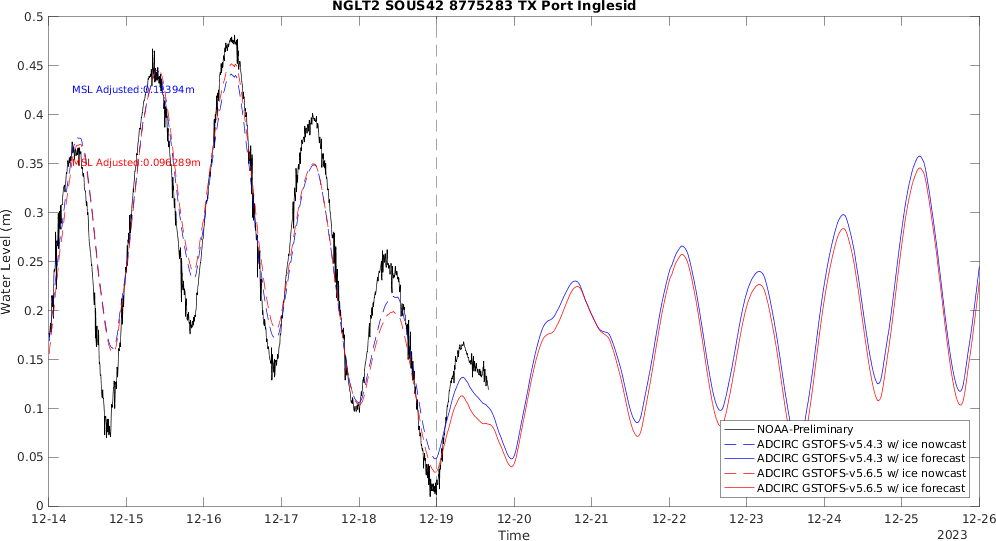 NGLT2 SOUS42 8775283 TX Port Inglesid
0.5
0.45
0.4
0.35
0.3
0.25
0.2
0.15
0.1
0.05
0
Water Level (m)
MSL Adjusted:0.11394m
MSL Adjusted:0.096289m
NOAA-Preliminary
ADCIRC GSTOFS-v5.4.3 w/ ice nowcast
ADCIRC GSTOFS-v5.4.3 w/ ice forecast
ADCIRC GSTOFS-v5.6.5 w/ ice nowcast
ADCIRC GSTOFS-v5.6.5 w/ ice forecast
12-14 12-15 12-16 12-17 12-18 12-19 12-20 12-21 12-22 12-23 12-24 12-25 12-26
Time
2023